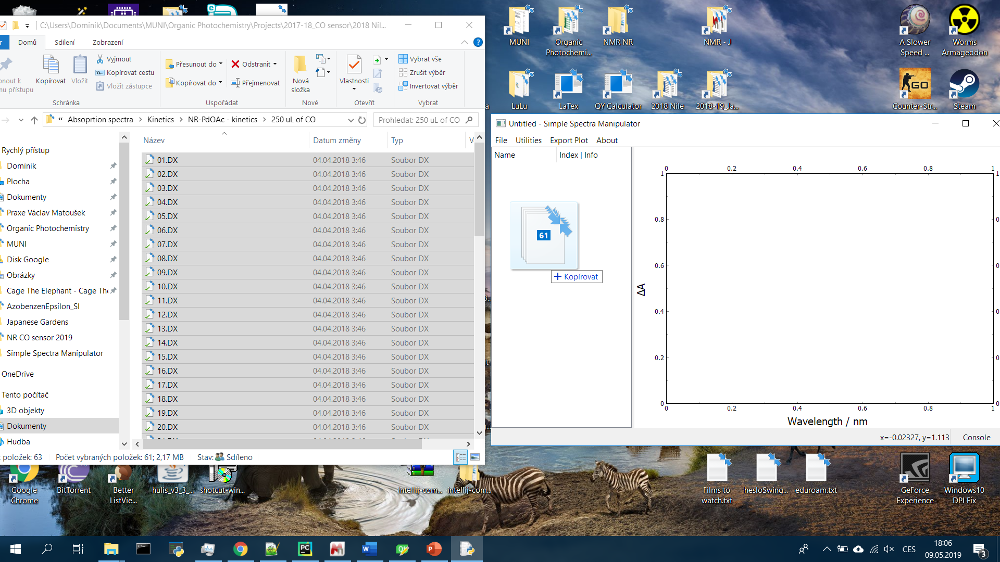 C:\Users\Dominik\Documents\MUNI\Organic Photochemistry\Projects\2017-18_CO sensor\2018 Nil...
Domů Sdílení Zobrazení
Kopírovat
Vložit
Vyjmout
Kopírovat cestu
Vložit zástupce
Schránka
Přesunout do
Kopírovat do
Odstranit
Přejmenovat
Uspořádat
Nová
složka
Nové
Vlastnosti
Otevřít
Vybrat vše
Zrušit výběr
Invertovat výběr
Vybrat
« Absoprtion spectra > Kinetics > NR-PdOAc - kinetics > 250 uL of CO
Prohledat: 250 uL of CO
Název Datum změny Typ V
Rychlý přístup
Dominik
Plocha
Dokumenty
Praxe Václav Matoušek
Organic Photochemistry
MUNI
Disk Google
Obrázky
Cage The Elephant - Cage The
AzobenzenEpsilon_SI
Japanese Gardens
NR CO sensor 2019
Simple Spectra Manipulator
OneDrive
Tento počítač
3D objekty
Dokumenty
Hudba
01.DX 04.04.2018 3:46 Soubor DX
02.DX 04.04.2018 3:46 Soubor DX
03.DX 04.04.2018 3:46 Soubor DX
04.DX 04.04.2018 3:46 Soubor DX
05.DX 04.04.2018 3:46 Soubor DX
06.DX 04.04.2018 3:46 Soubor DX
07.DX 04.04.2018 3:46 Soubor DX
08.DX 04.04.2018 3:46 Soubor DX
09.DX 04.04.2018 3:46 Soubor DX
10.DX 04.04.2018 3:46 Soubor DX
11.DX 04.04.2018 3:46 Soubor DX
12.DX 04.04.2018 3:46 Soubor DX
13.DX 04.04.2018 3:46 Soubor DX
14.DX 04.04.2018 3:46 Soubor DX
15.DX 04.04.2018 3:46 Soubor DX
16.DX 04.04.2018 3:46 Soubor DX
17.DX 04.04.2018 3:46 Soubor DX
18.DX 04.04.2018 3:46 Soubor DX
19.DX 04.04.2018 3:46 Soubor DX
20.DX 04.04.2018 3:46 Soubor DX
položek: 63 Počet vybraných položek: 61; 2,17 MB Stav: Sdíleno
MUNI
Organic
Photochemi...
NMR NR
NMR - J
A Slower
Speed ...
Worms
Armageddon
LuLu
LaTex
QY Calculator
2018 Nile
2018-19_Ja...
GO
Counter-Str...
Steam
Untitled - Simple Spectra Manipulator
File Utilities Export Plot About
Name Index | Info
61
+ Kopírovat
0 0.2 0.4 0.6 0.8 1
1
0.8
0.6
0.4
0.2
0
ΔA
0 0.2 0.4 0.6 0.8 1
Wavelength / nm
x=-0.02327, y=1.113 Console
Google
Chrome
BitTorrent
Better
ListVie...
hulis_v3_3_...
shotcut-win...
intellij-com...
intellij-com...
Films to
watch.txt
hesloSwing...
eduroam.txt
GeForce
Experience
Windows10
DPI Fix
CES
18:06
09.05.2019
3